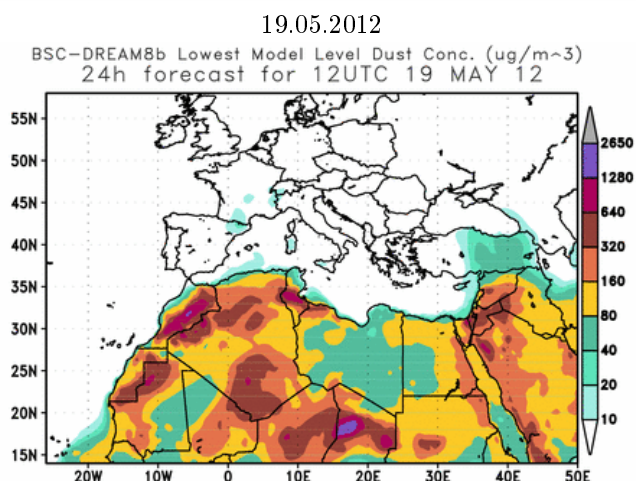 19.05.2012
BSC-DREAM8b Lowest Model Level Dust Conc. (ug/m^3)
24h forecast for 12UTC 19 MAY 12
55N
50N
45N
40N
35N
30N
25N
20N
15N
20W
10W
0
10E
20E
30E
40E
50E
2650
1280
640
320
160
80
40
20
10